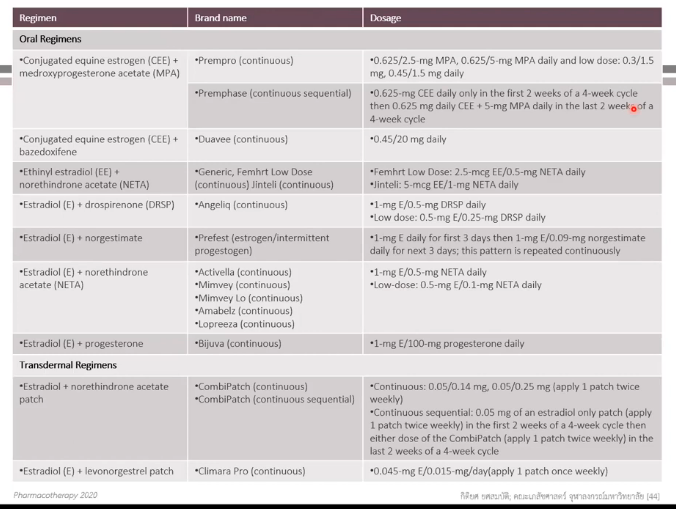 Regimen Brand name Dosage
Oral Regimens
•Conjugated equine estrogen (CEE) + •Prempro (continuous) •0.625/2.5-mg MPA, 0.625/5-mg MPA daily and low dose: 0.3/1.5
medroxyprogesterone acetate (MPA) mg, 0.45/1.5 mg daily
•Premphase (continuous sequential) •0.625-mg CEE daily only in the first 2 weeks of a 4-week cycle
then 0.625 mg daily CEE + 5-mg MPA daily in the last 2 weeks of a
4-week cycle
•Conjugated equine estrogen (CEE) + •Duavee (continuous) •0.45/20 mg daily
bazedoxifene
•Ethinyl estradiol (EE) + •Generic, Femhrt Low Dose •Femhrt Low Dose: 2.5-mcg EE/0.5-mg NETA daily
norethindrone acetate (NETA) (continuous) Jinteli (continuous) •Jinteli: 5-mcg EE/1-mg NETA daily
•Estradiol (E) + drospirenone (DRSP) •Angeliq (continuous) •1-mg E/0.5-mg DRSP daily
•Low dose: 0.5-mg E/0.25-mg DRSP daily
•Estradiol (E) + norgestimate •Prefest (estrogen/intermittent •1-mg E daily for first 3 days then 1-mg E/0.09-mg norgestimate
progestogen) daily for next 3 days; this pattern is repeated continuously
•Estradiol (E) + norethindrone •Activella (continuous) •1-mg E/0.5-mg NETA daily
acetate (NETA) •Mimvey (continuous) •Low-dose: 0.5-mg E/0.1-mg NETA daily
•Mimvey Lo (continuous)
•Amabelz (continuous)
•Lopreeza (continuous)
•Estradiol (E) + progesterone •Bijuva (continuous) •1-mg E/100-mg progesterone daily
Transdermal Regimens
•Estradiol + norethindrone acetate •CombiPatch (continuous) •Continuous: 0.05/0.14 mg, 0.05/0.25 mg (apply 1 patch twice
patch •CombiPatch (continuous sequential) weekly)
•Continuous sequential: 0.05 mg of an estradiol only patch (apply
1 patch twice weekly) in the first 2 weeks of a 4-week cycle then
either dose of the CombiPatch (apply 1 patch twice weekly) in the
last 2 weeks of a 4-week cycle
•Estradiol (E) + levonorgestrel patch •Climara Pro (continuous) •0.045-mg E/0.015-mg/day(apply 1 patch once weekly)
Pharmacotherapy 2020 ยศสมบัติ; คณะเภสัชศาสตร์ จุฬาลงกรณ์มหาวิทยาลัย [44]